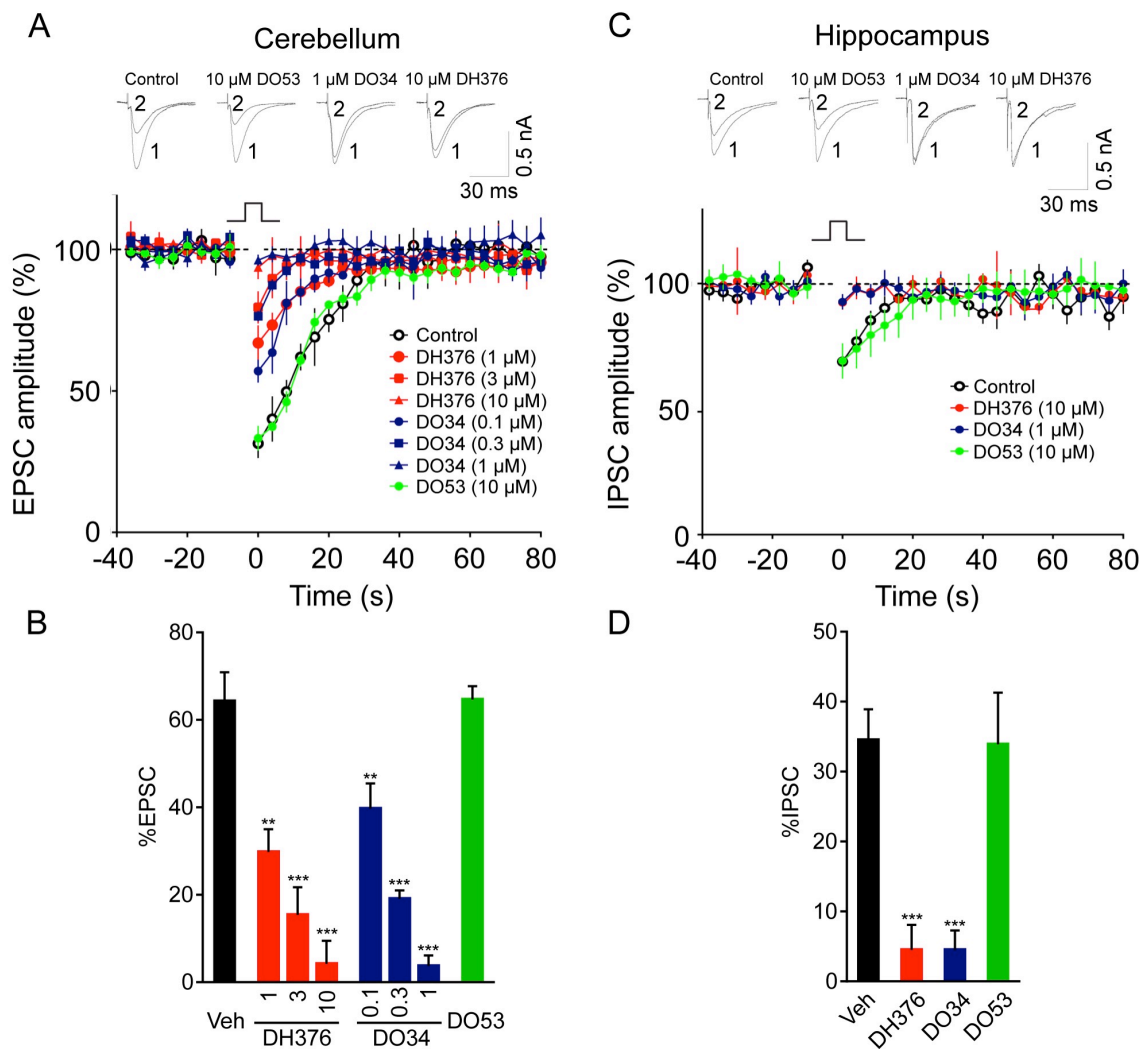 A
Cerebellum
Control
10 µM DO53
1 µM DO34
10 µM DH376
2
1
2
1
2
1
2
1
0.5 nA
30 ms
EPSC amplitude (%)
100
50
0
Control
DH376 (1 µM)
DH376 (3 µM)
DH376 (10 µM)
DO34 (0.1 µM)
DO34 (0.3 µM)
DO34 (1 µM)
DO53 (10 µM)
-40 -20 0 20 40 60 80
Time (s)
C
Hippocampus
Control
10 µM DO53
1 µM DO34
10 µM DH376
2
1
2
1
2
1
2
1
0.5 nA
30 ms
IPSC amplitude (%)
100
50
0
Control
DH376 (10 µM)
DO34 (1 µM)
DO53 (10 µM)
-40 -20 0 20 40 60 80
Time (s)
B
%EPSC
80
60
40
20
0
**
***
***
**
***
***
1 3 10
0.1 0.3 1
Veh
DH376
DO34
DO53
D
%IPSC
50
40
30
20
10
0
***
***
Veh
DH376
DO34
DO53